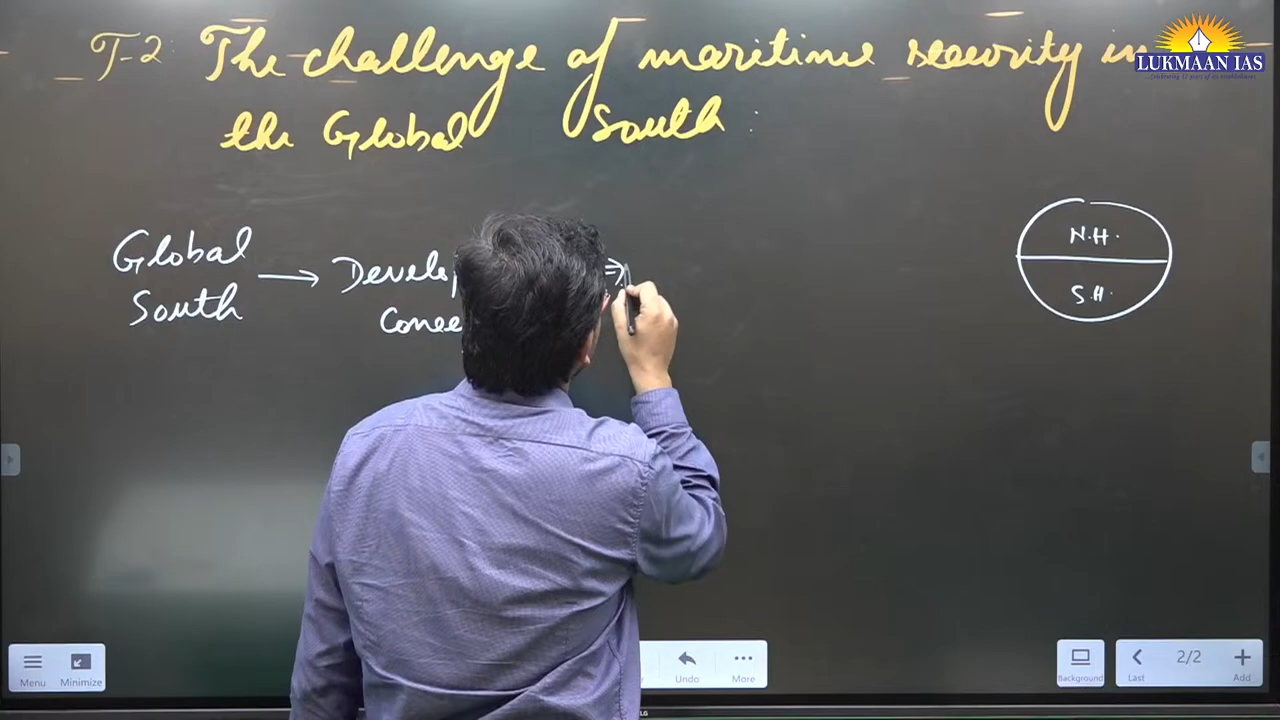 T-2: The challenge of maritime security in
the Global South:
LUKMAAN IAS
Global
South
Develop
N.H.
S.H.
Menu
Minimize
Undo
More
Background
2/2
Last
Add
LG